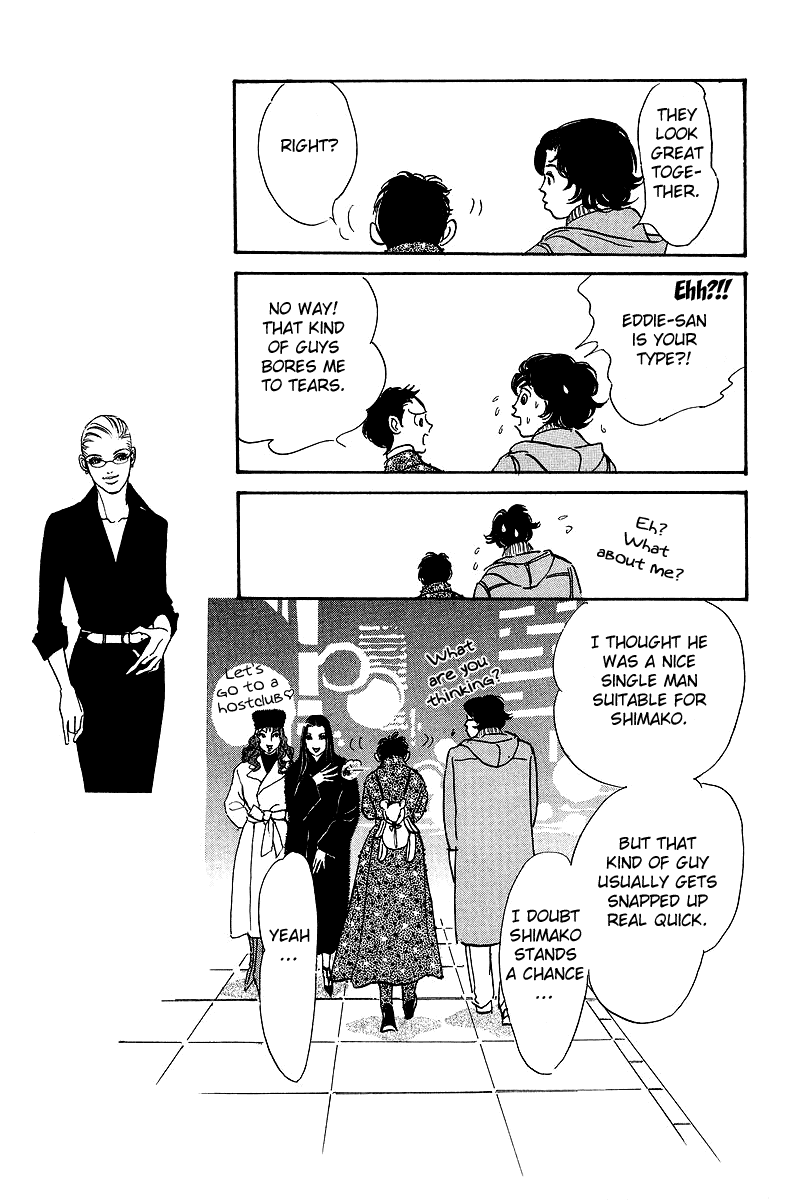 THEY
LOOK
GREAT
TOGE-
THER.
RIGHT?
Ehh?!!
EDDIE-SAN
IS YOUR
TYPE?!
NO WAY!
THAT KIND
OF GUYS
BORES ME
TO TEARS.
Eh?
What
about me?
I THOUGHT HE
WAS A NICE
SINGLE MAN
SUITABLE FOR
SHIMAKO.
What
are you
thinking?
Let's
go to a
hostclub♡
BUT THAT
KIND OF GUY
USUALLY GETS
SNAPPED UP
REAL QUICK.
I DOUBT
SHIMAKO
STANDS
A CHANCE
...
YEAH
...